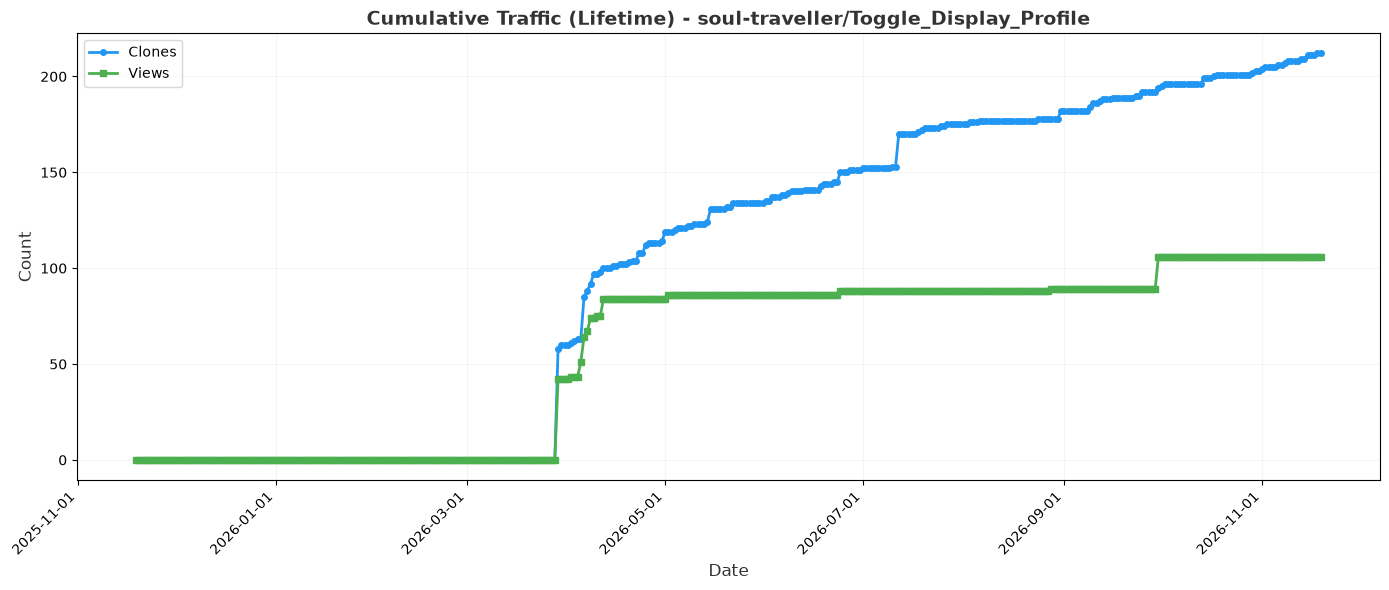 Cumulative Traffic (Lifetime) - soul-traveller/Toggle_Display_Profile
Clones
Views
Count
200
150
100
50
0
2025-11-01
2026-01-01
2026-03-01
2026-05-01
2026-07-01
2026-09-01
2026-11-01
Date